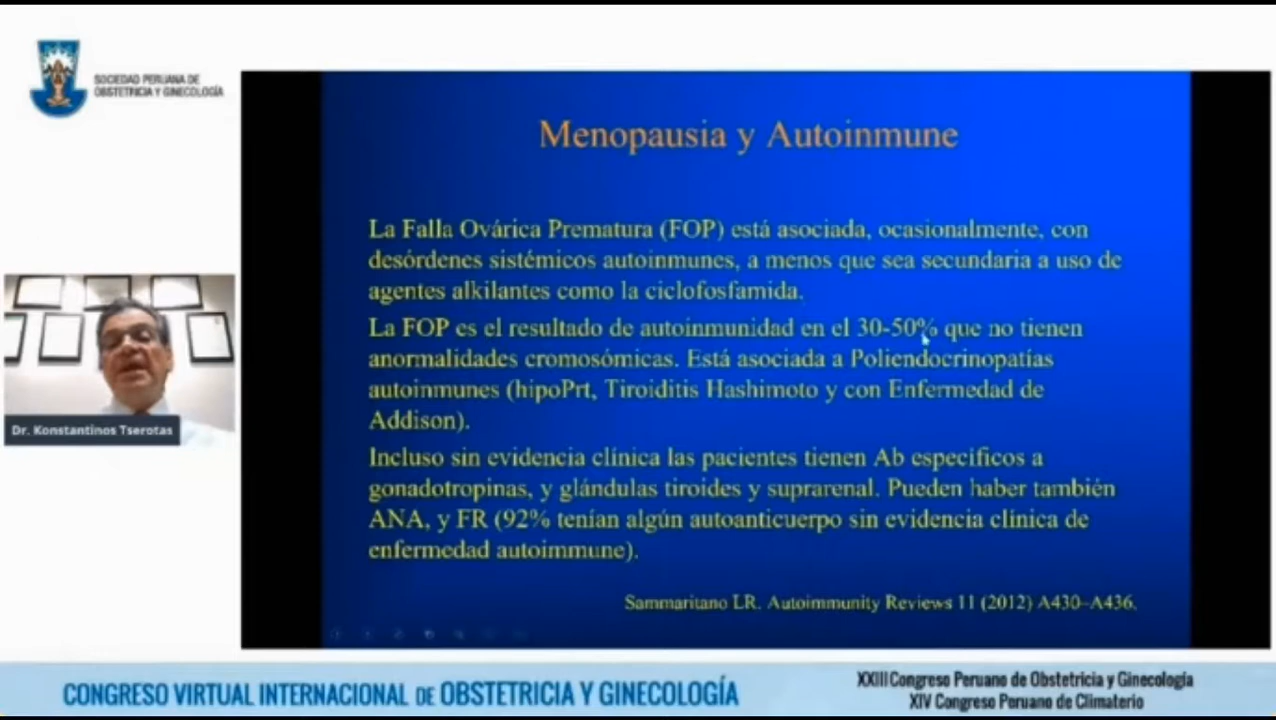 SOCIEDAD PERUANA DE
OBSTETRICIA Y GINECOLOGÍA
Menopausia y Autoinmune
La Falla Ovárica Prematura (FOP) está asociada, ocasionalmente, con
desórdenes sistémicos autoinmunes, a menos que sea secundaria a uso de
agentes alkilantes como la ciclofosfamida.
La FOP es el resultado de autoinmunidad en el 30-50% que no tienen
anormalidades cromosómicas. Está asociada a Poliendocrinopatías
autoinmunes (hipoPrt, Tiroiditis Hashimoto y con Enfermedad de
Addison).
Incluso sin evidencia clínica las pacientes tienen Ab específicos a
gonadotropinas, y glándulas tiroides y suprarenal. Pueden haber también
ANA, y FR (92% tenían algún autoanticuerpo sin evidencia clínica de
enfermedad autoimmune).
Sammaritano LR. Autoimmunity Reviews 11 (2012) A430–A436.
Dr. Konstantinos Tserotas
CONGRESO VIRTUAL INTERNACIONAL DE OBSTETRICIA Y GINECOLOGÍA
XXIII Congreso Peruano de Obstetricia y Ginecología
XIV Congreso Peruano de Climaterio